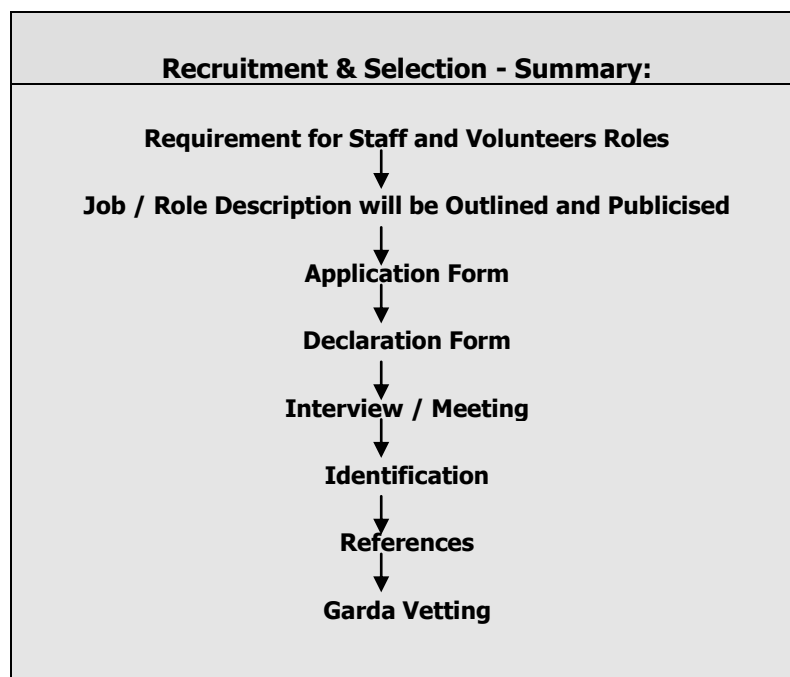 Recruitment & Selection - Summary:
Requirement for Staff and Volunteers Roles
Job / Role Description will be Outlined and Publicised
Application Form
Declaration Form
Interview / Meeting
Identification
References
Garda Vetting